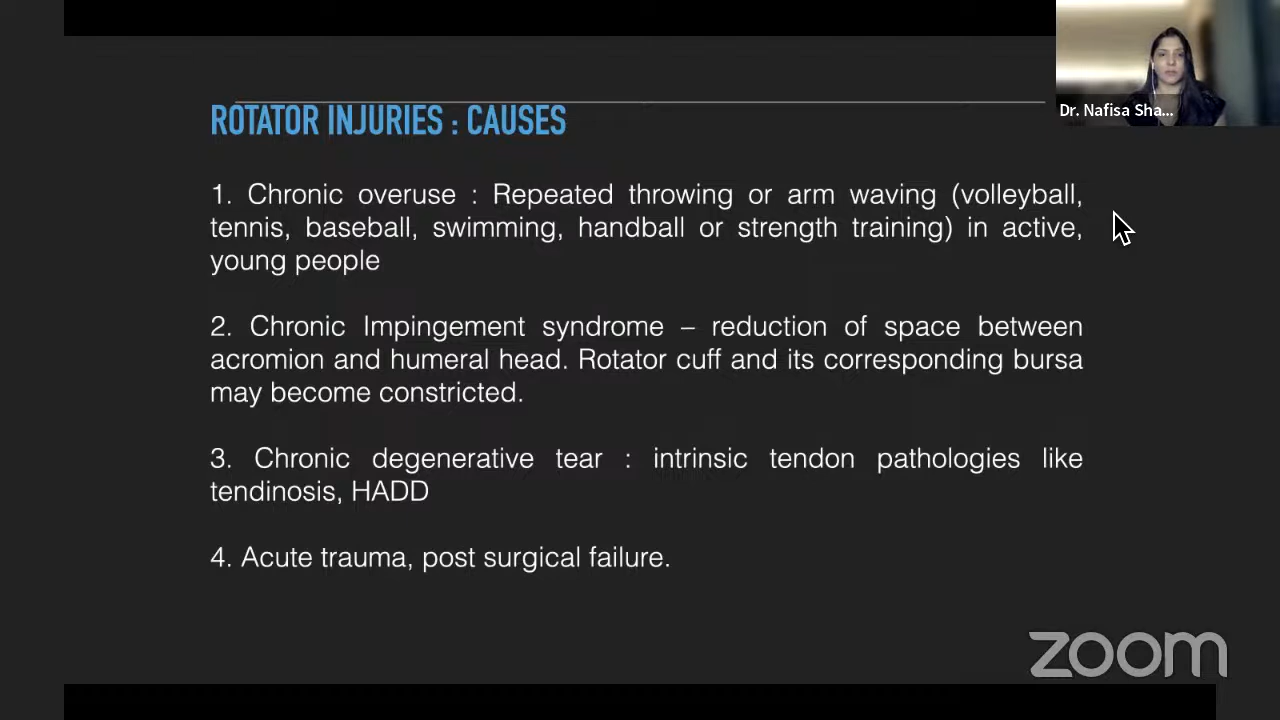 ROTATOR INJURIES : CAUSES
Dr. Nafisa Sha...
1. Chronic overuse : Repeated throwing or arm waving (volleyball,
tennis, baseball, swimming, handball or strength training) in active,
young people
2. Chronic Impingement syndrome – reduction of space between
acromion and humeral head. Rotator cuff and its corresponding bursa
may become constricted.
3. Chronic degenerative tear : intrinsic tendon pathologies like
tendinosis, HADD
4. Acute trauma, post surgical failure.
zoom